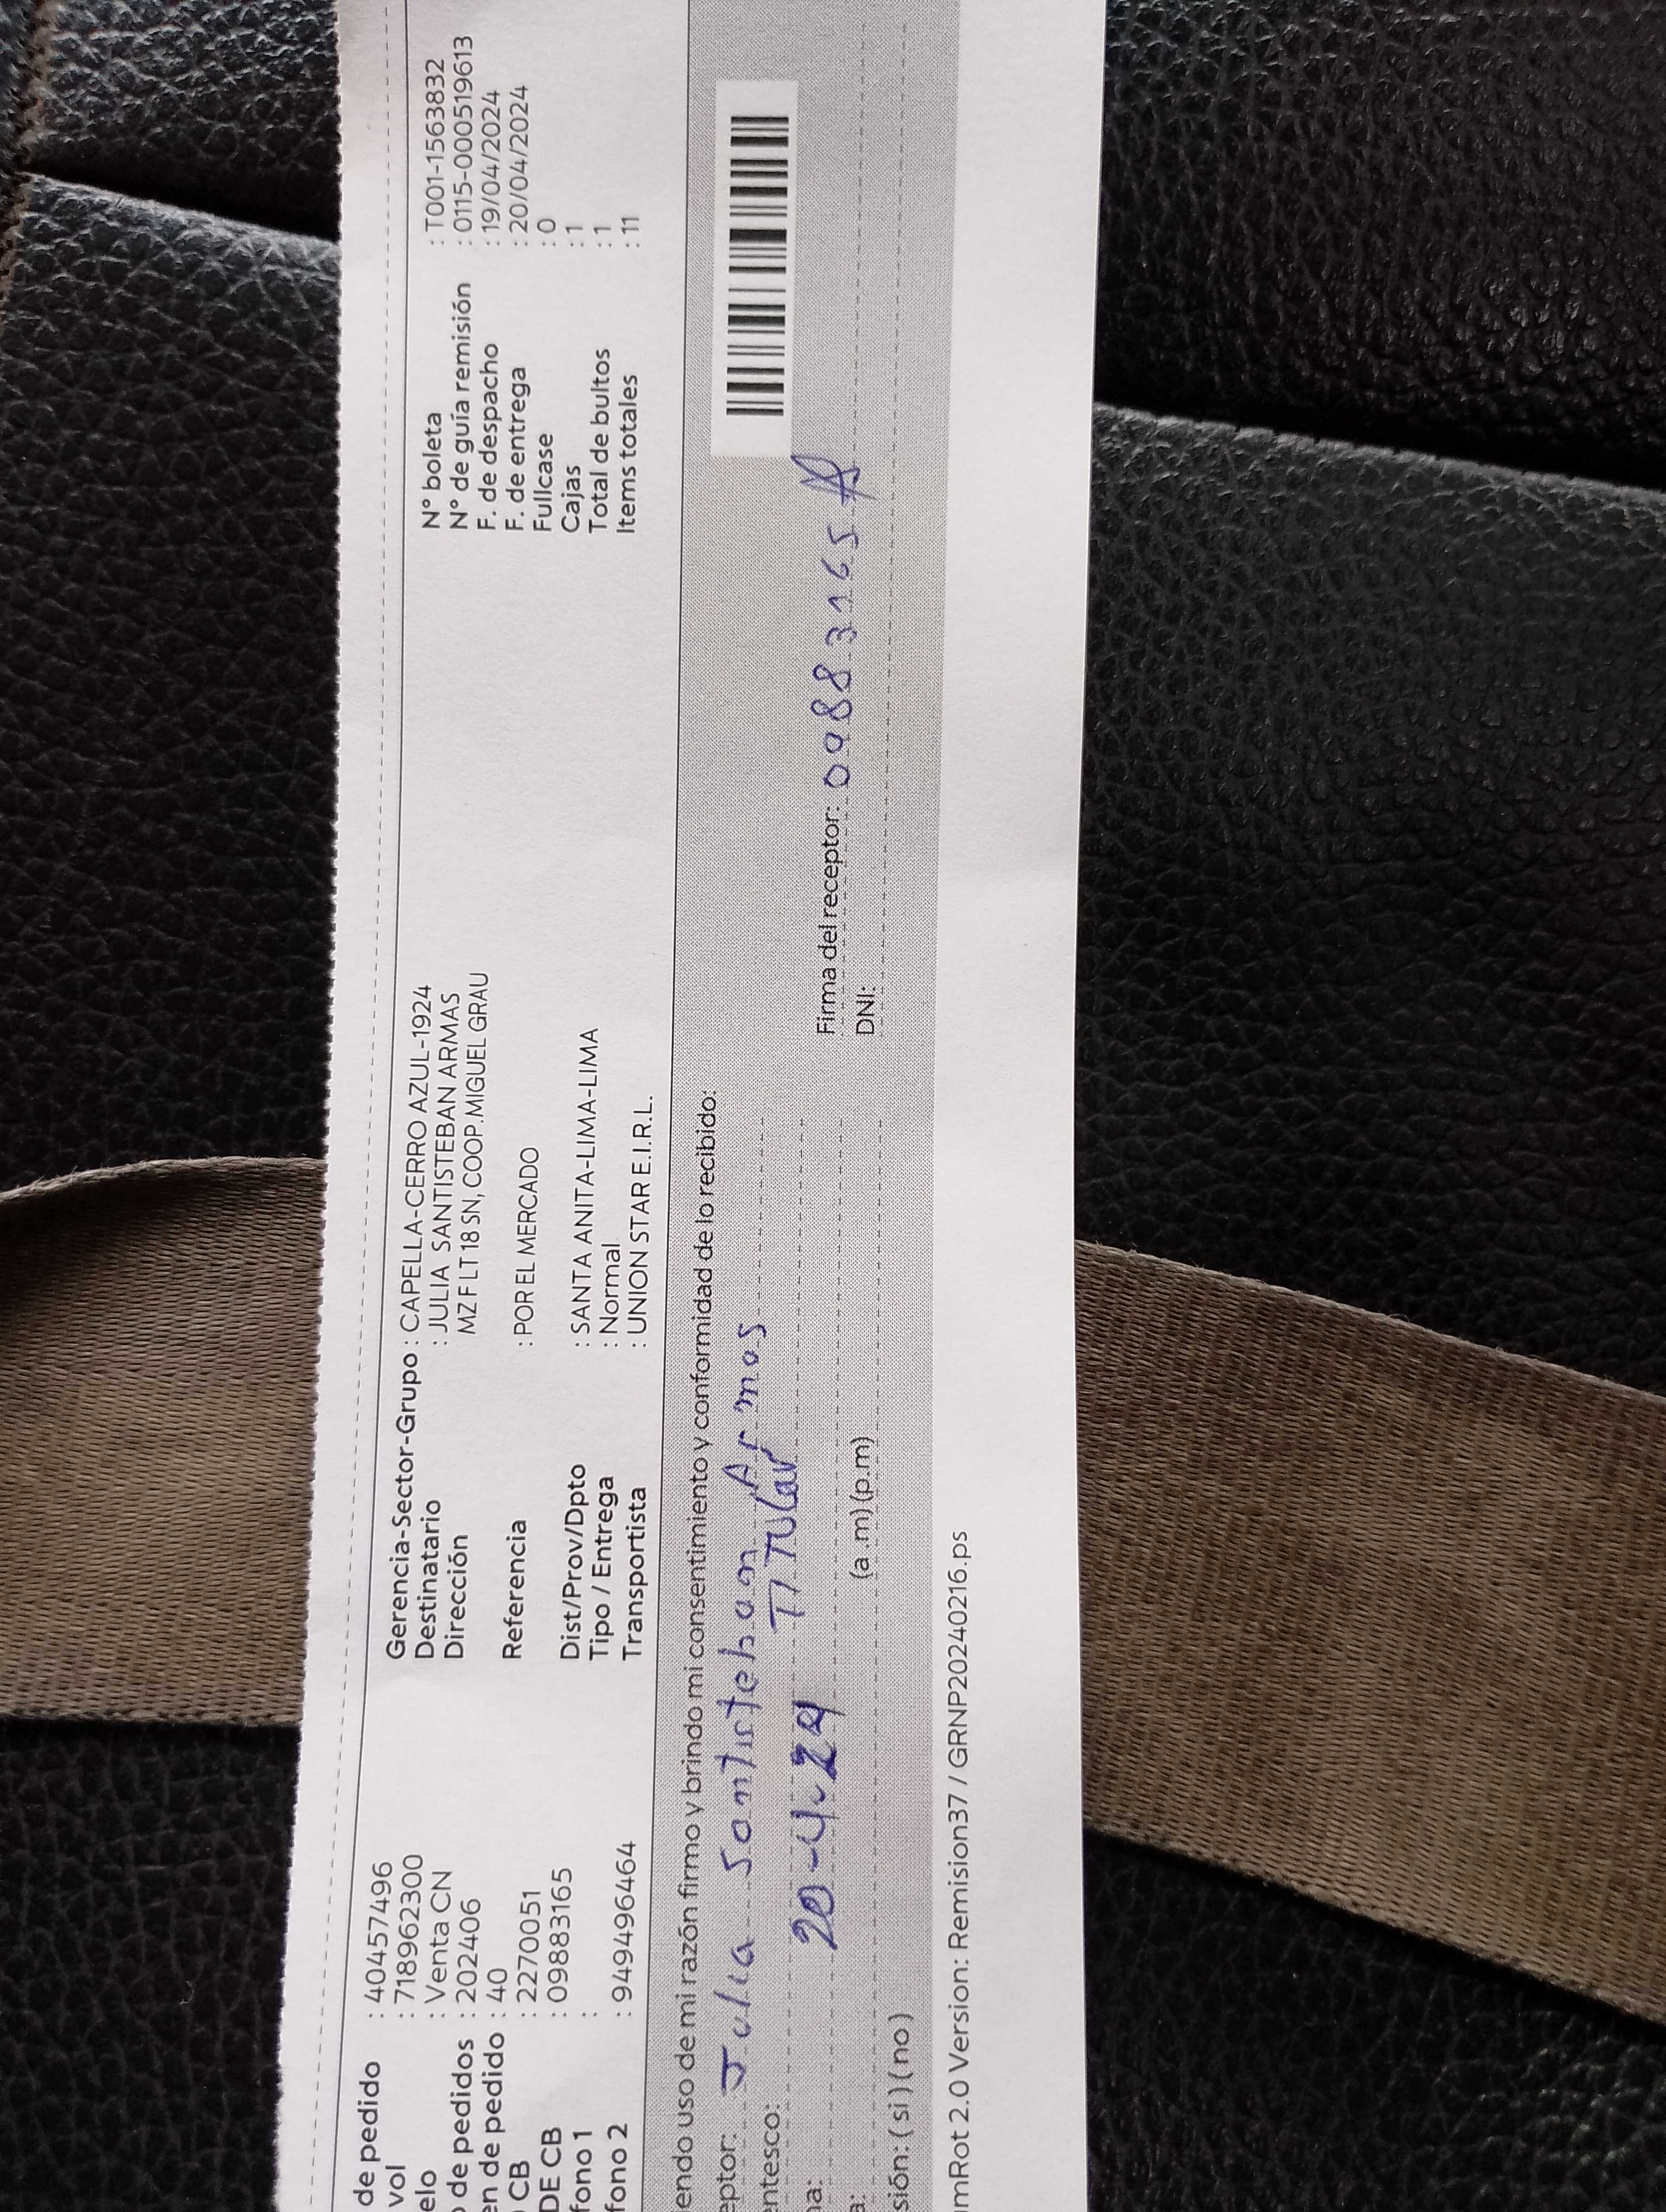 de pedido : 40457496
vol : 718962300
elo : Venta CN
de pedidos : 202406
en de pedido : 40
CB : 2270051
DE CB : 09883165
fono 1 :
fono 2 : 949496464
Gerencia-Sector-Grupo : CAPELLA-CERRO AZUL-1924
Destinatario : JULIA SANTISTEBAN ARMAS
Dirección MZ F LT 18 SN, COOP.MIGUEL GRAU
Referencia : POR EL MERCADO
Dist/Prov/Dpto : SANTA ANITA-LIMA-LIMA
Tipo / Entrega : Normal
Transportista : UNION STAR E.I.R.L.
N° boleta : T001-1563832
N° de guía remisión : 0115-000519613
F. de despacho : 19/04/2024
F. de entrega : 20/04/2024
Fullcase : 0
Cajas : 1
Total de bultos : 1
Items totales : 11
endo uso de mi razón firmo y brindo mi consentimiento y conformidad de lo recibido:
eptor: Julia Santisteban Armas
entesco: TITULar
na: 20-4-24
a: (a .m) (p.m)
sión: ( si ) ( no )
Firma del receptor: 09883165
DNI:
mRot 2.0 Version: Remision37 / GRNP20240216.ps